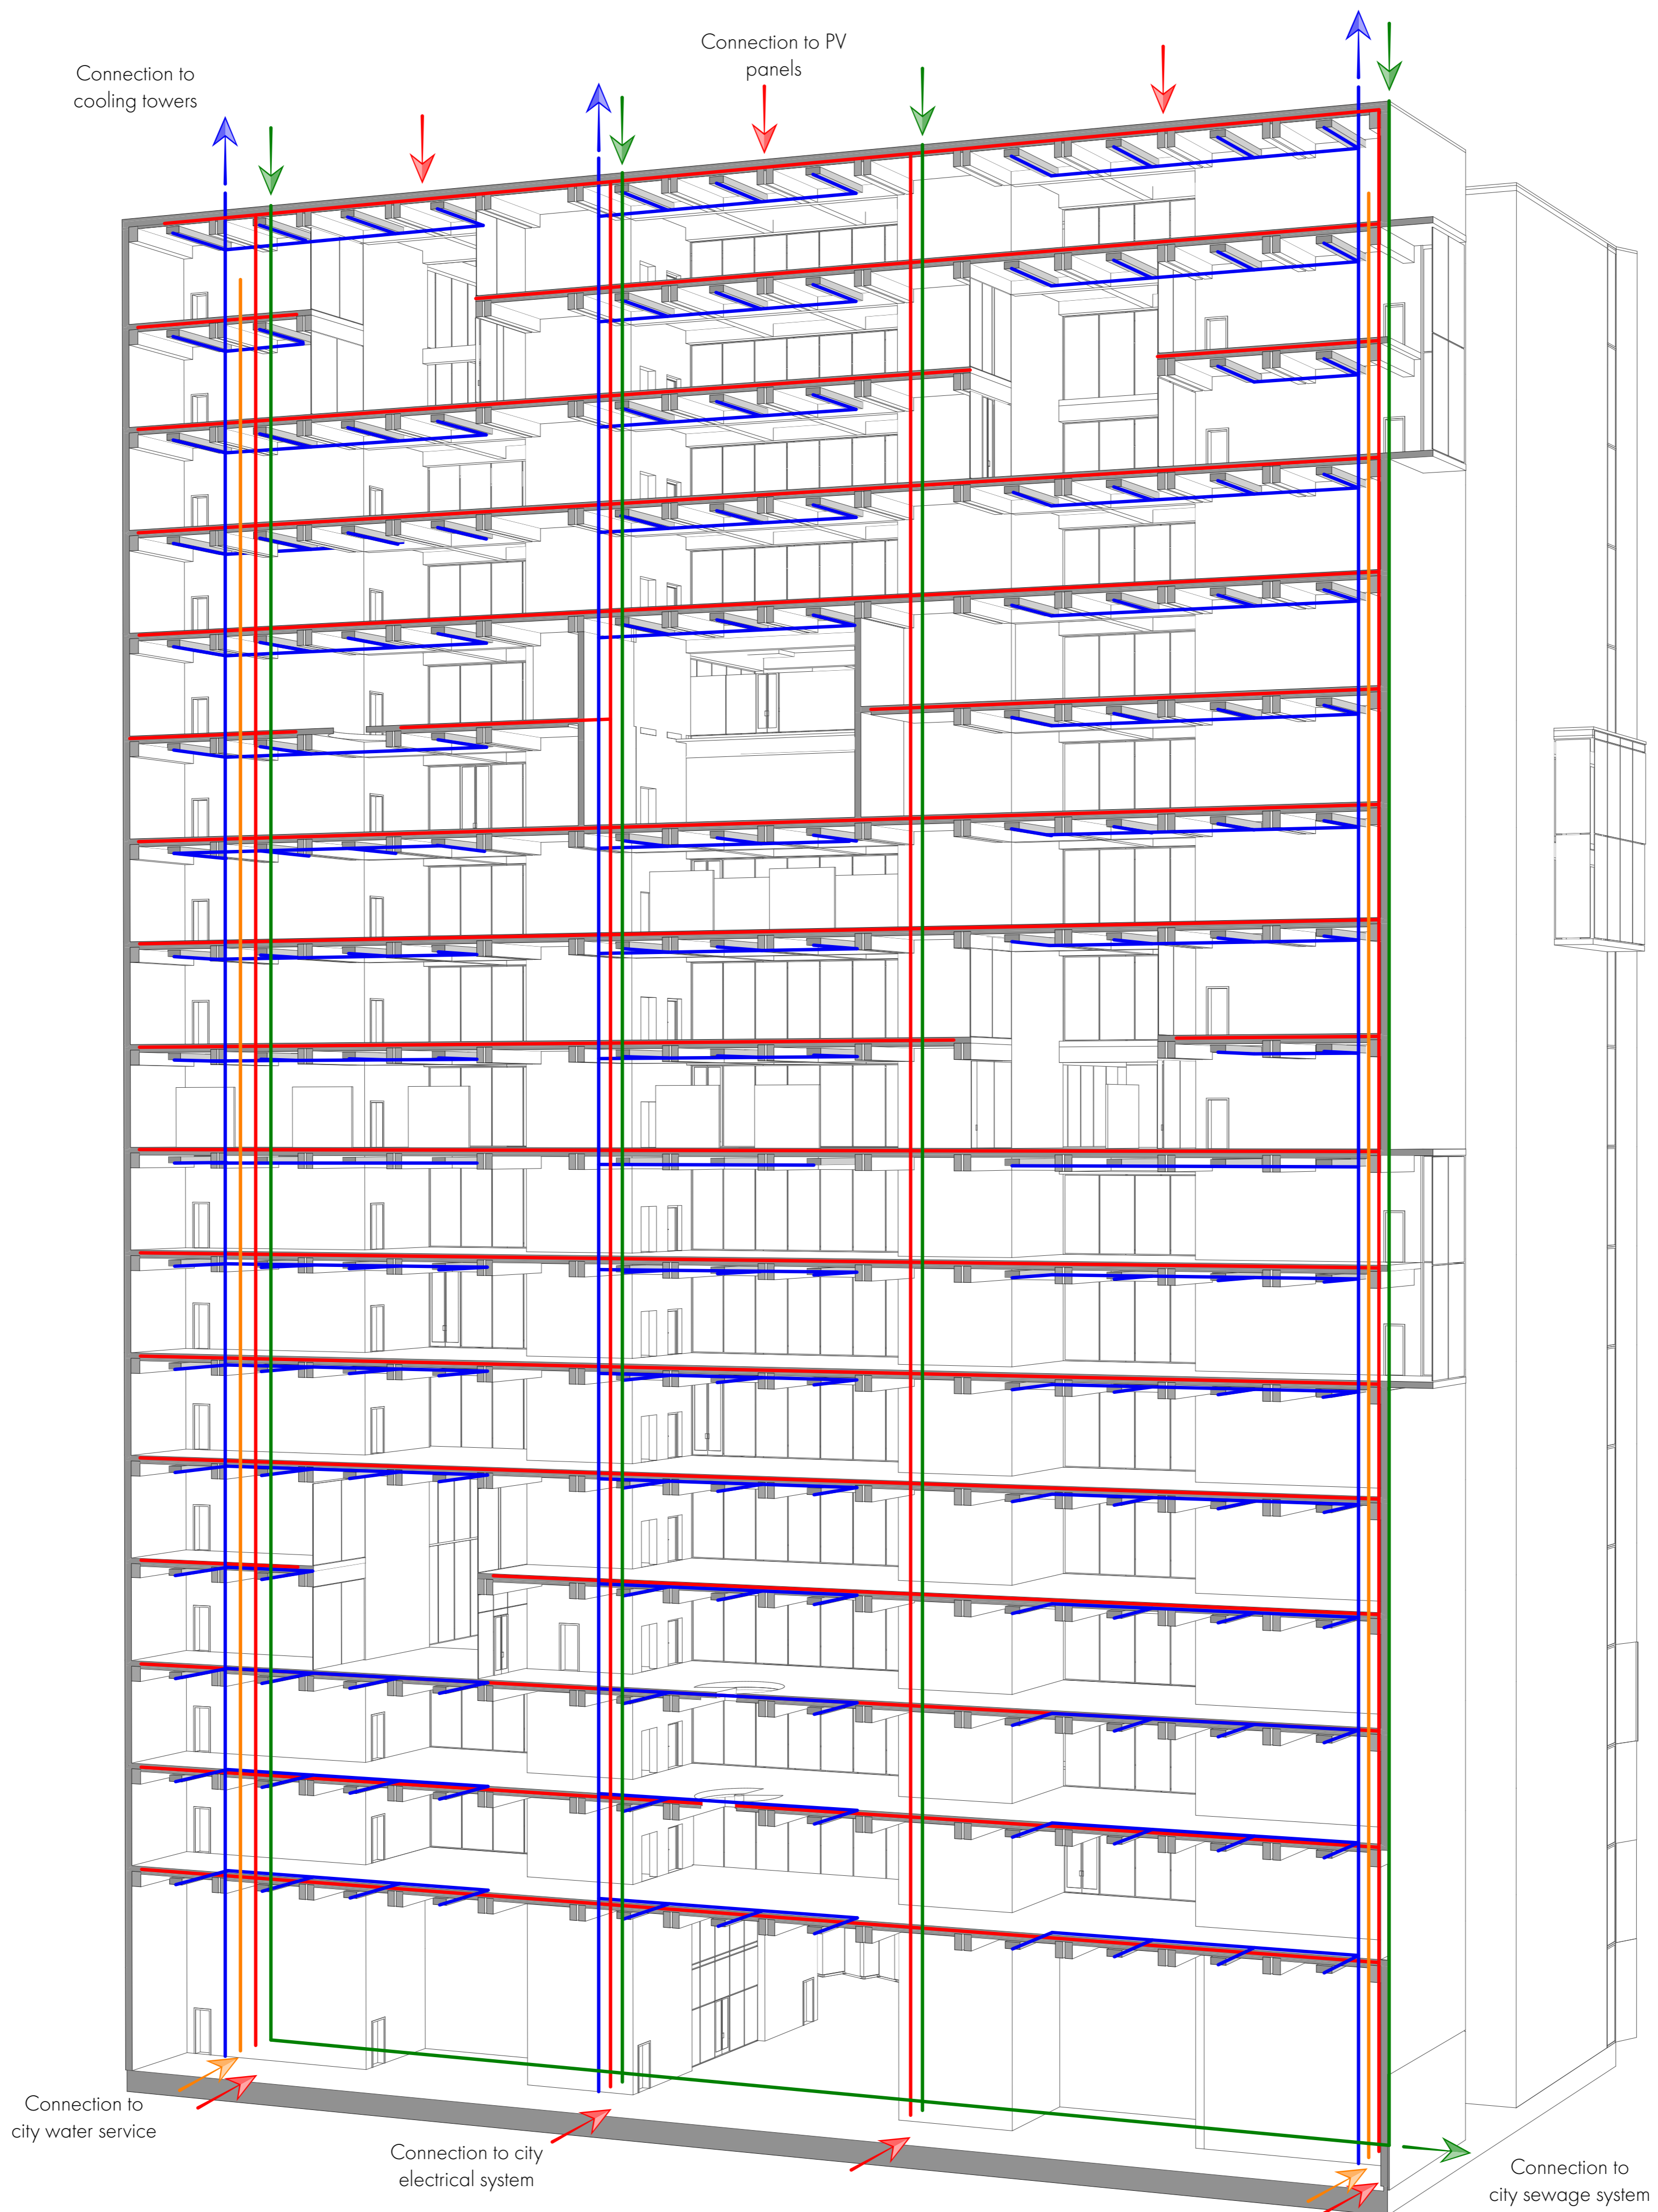 Connection to PV
panels
Connection to
cooling towers
Connection to
city water service
Connection to city
electrical system
Connection to
city sewage system